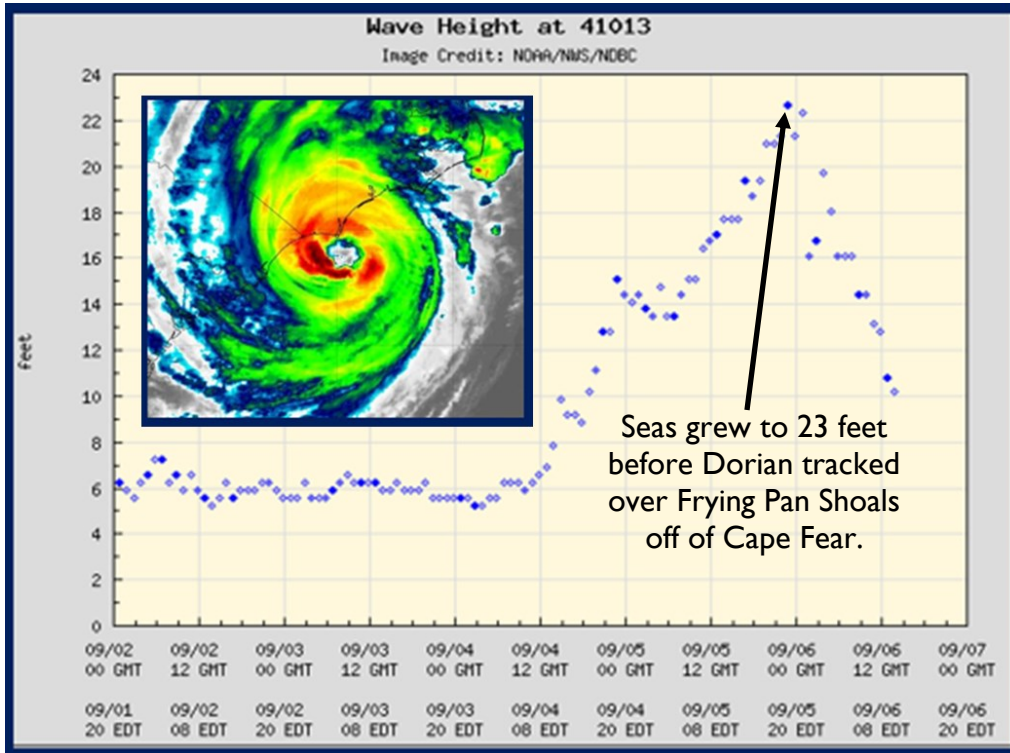 Wave Height at 41013
Image Credit: NOAA/NWS/NDBC
24
22
20
18
16
14
12
10
8
6
4
2
0
feet
Seas grew to 23 feet
before Dorian tracked
over Frying Pan Shoals
off of Cape Fear.
09/02 09/02 09/03 09/03 09/04 09/04 09/05 09/05 09/06 09/06 09/07
00 GMT 12 GMT 00 GMT 12 GMT 00 GMT 12 GMT 00 GMT 12 GMT 00 GMT 12 GMT 00 GMT
09/01 09/02 09/02 09/03 09/03 09/04 09/04 09/05 09/05 09/06 09/06
20 EDT 08 EDT 20 EDT 08 EDT 20 EDT 08 EDT 20 EDT 08 EDT 20 EDT 08 EDT 20 EDT